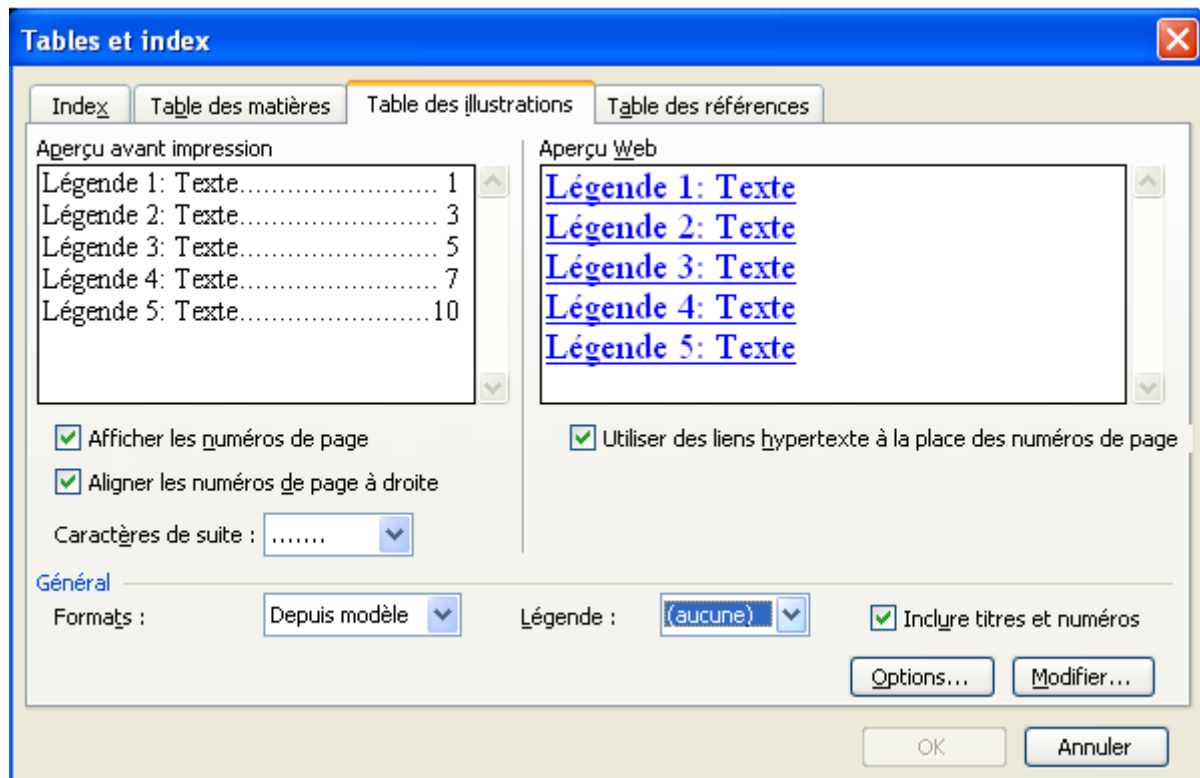 Tables et index
Index
Table des matières
Table des illustrations
Table des références
Aperçu avant impression
Légende 1: Texte........................ 1
Légende 2: Texte........................ 3
Légende 3: Texte........................ 5
Légende 4: Texte........................ 7
Légende 5: Texte........................10
Aperçu Web
Légende 1: Texte
Légende 2: Texte
Légende 3: Texte
Légende 4: Texte
Légende 5: Texte
Afficher les numéros de page
Aligner les numéros de page à droite
Caractères de suite : .......
Utiliser des liens hypertexte à la place des numéros de page
Général
Formats : Depuis modèle Légende : (aucune) Inclure titres et numéros
Options... Modifier...
OK Annuler